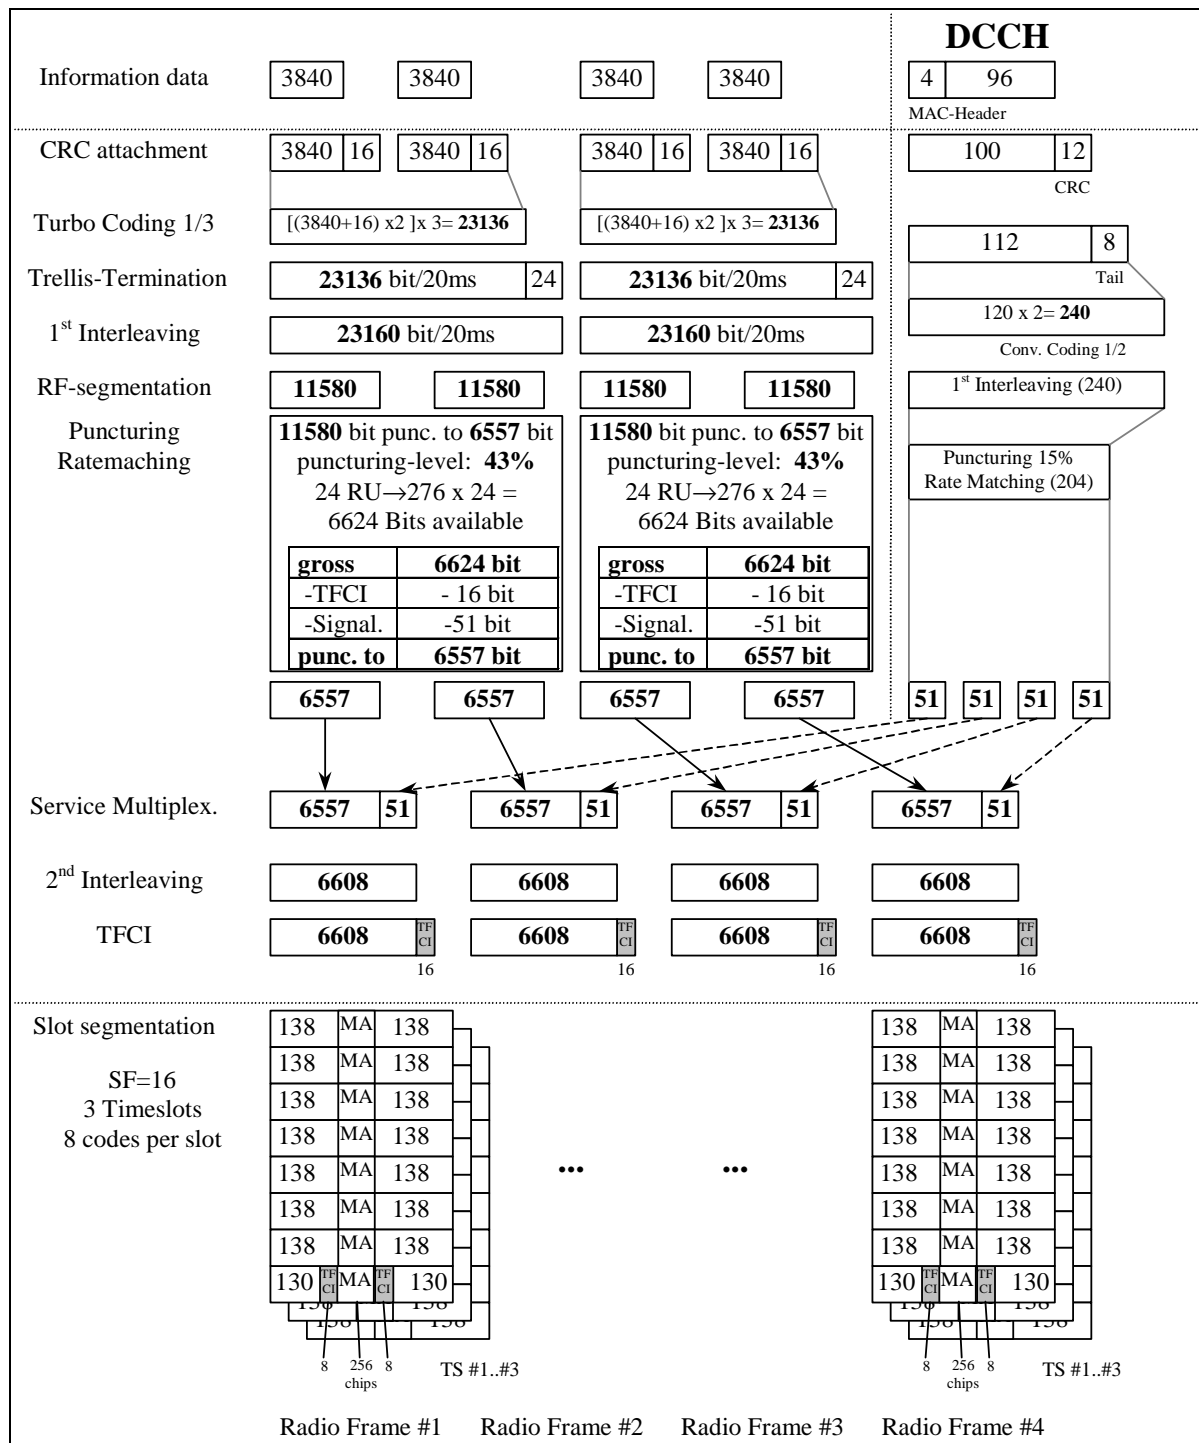 DCCH
Information data 3840 3840 3840 3840 4 96
MAC-Header
CRC attachment 3840 16 3840 16 3840 16 3840 16 100 12
CRC
Turbo Coding 1/3 [(3840+16) x2 ]x 3= 23136 [(3840+16) x2 ]x 3= 23136
112 8
Tail
Trellis-Termination 23136 bit/20ms 24 23136 bit/20ms 24
120 x 2= 240
Conv. Coding 1/2
1st Interleaving 23160 bit/20ms 23160 bit/20ms
RF-segmentation 11580 11580 11580 11580 1st Interleaving (240)
Puncturing
Ratemaching
11580 bit punc. to 6557 bit
puncturing-level: 43%
24 RU→276 x 24 =
6624 Bits available
gross 6624 bit
-TFCI - 16 bit
-Signal. -51 bit
punc. to 6557 bit
11580 bit punc. to 6557 bit
puncturing-level: 43%
24 RU→276 x 24 =
6624 Bits available
gross 6624 bit
-TFCI - 16 bit
-Signal. -51 bit
punc. to 6557 bit
Puncturing 15%
Rate Matching (204)
6557 6557 6557 6557 51 51 51 51
Service Multiplex. 6557 51 6557 51 6557 51 6557 51
2nd Interleaving 6608 6608 6608 6608
TFCI 6608 TF CI 6608 TF CI 6608 TF CI 6608 TF CI
16 16 16 16
Slot segmentation
SF=16
3 Timeslots
8 codes per slot
138 MA 138 138 MA 138
138 MA 138 138 MA 138
138 MA 138 138 MA 138
138 MA 138 ... ... 138 MA 138
138 MA 138 138 MA 138
138 MA 138 138 MA 138
138 MA 138 138 MA 138
130 TF CI MA TF CI 130 130 TF CI MA TF CI 130
138 138 138 138
138 138 138 138
8 256 chips 8 TS #1..#3 8 256 chips 8 TS #1..#3
Radio Frame #1 Radio Frame #2 Radio Frame #3 Radio Frame #4